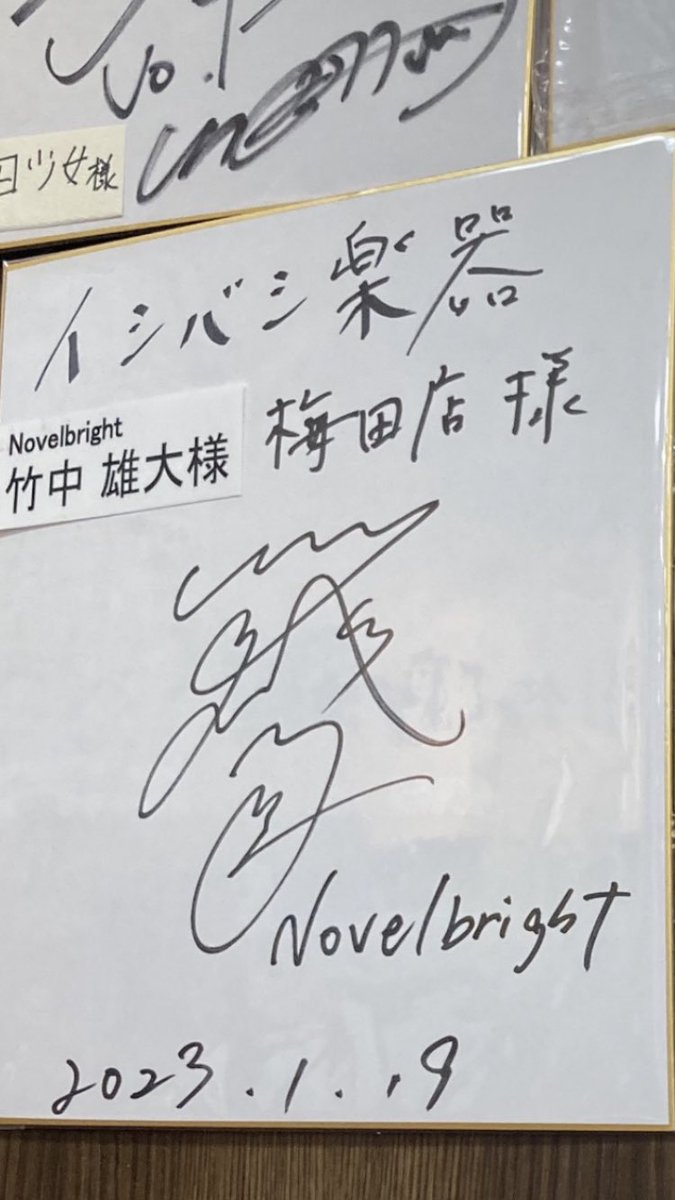 Vo.
日少女様
イシバシ楽器
梅田店様
Novelbright
竹中 雄大様
Novelbright
2023.1.19